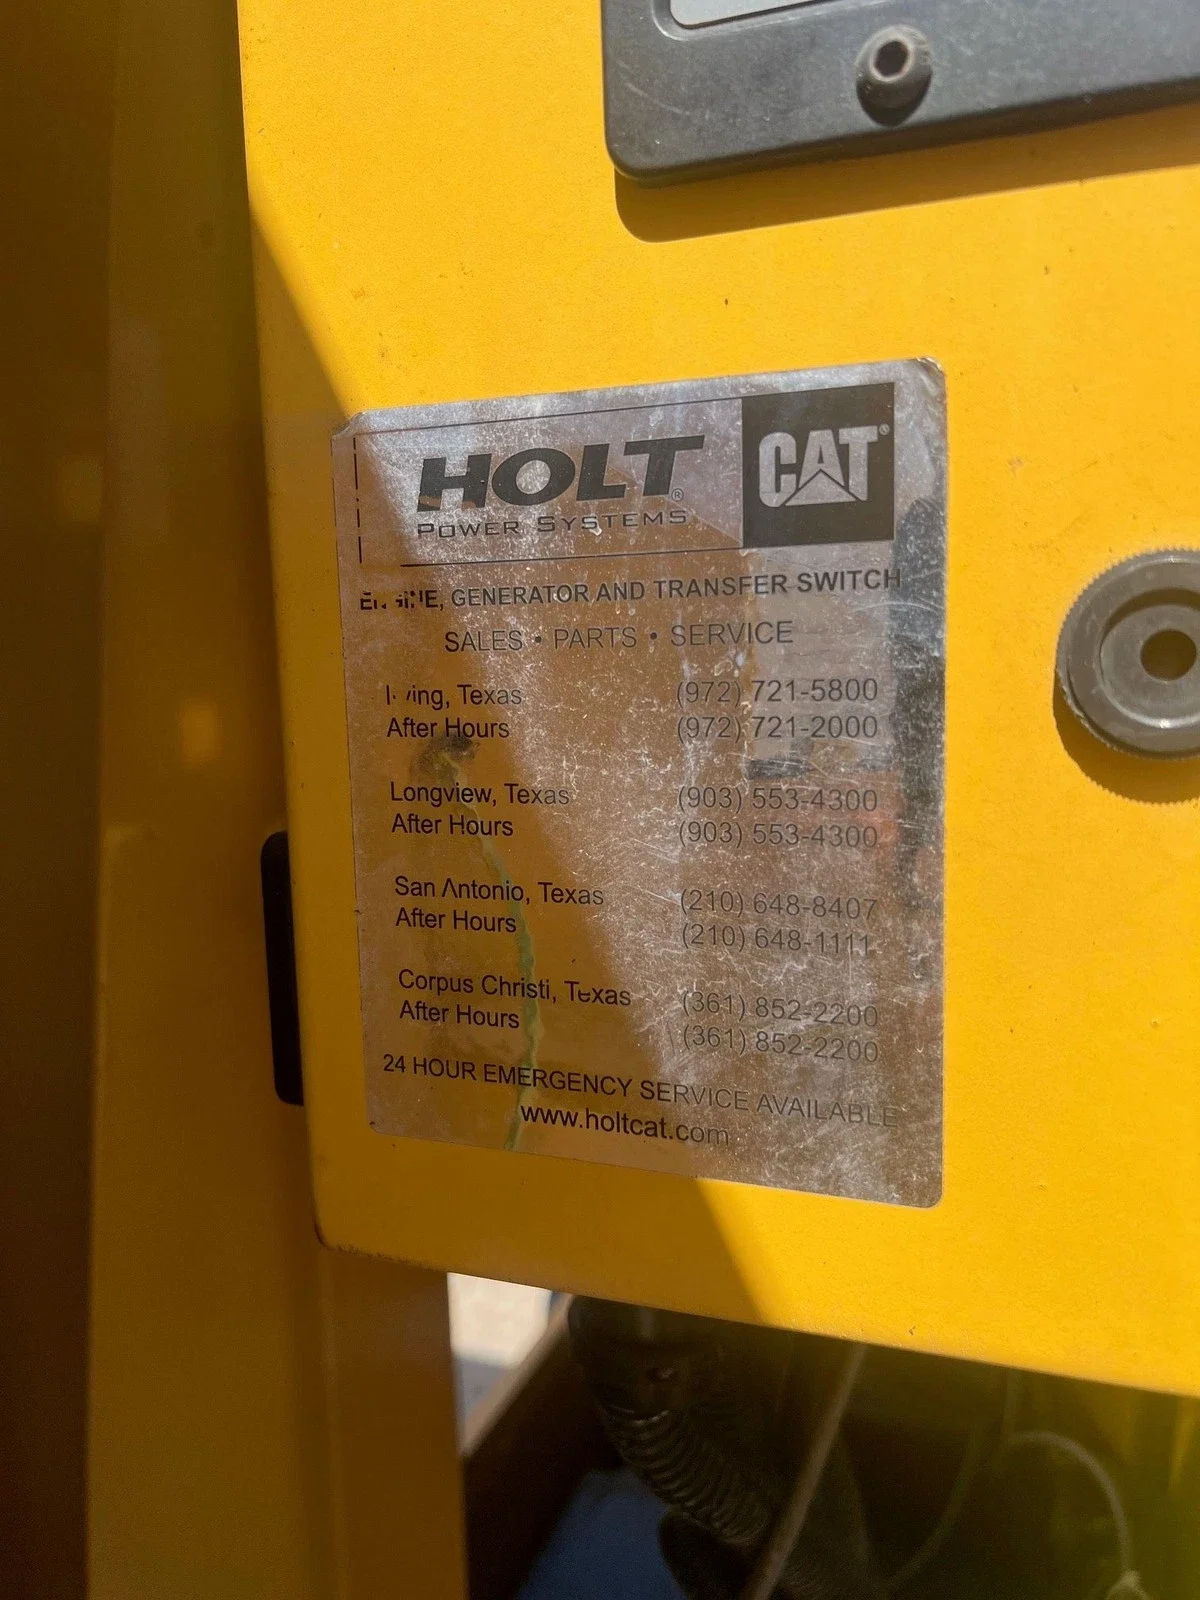 HOLT®
POWER SYSTEMS
CAT®
ENGINE, GENERATOR AND TRANSFER SWITCH
SALES • PARTS • SERVICE
Irving, Texas (972) 721-5800
After Hours (972) 721-2000
Longview, Texas (903) 553-4300
After Hours (903) 553-4300
San Antonio, Texas (210) 648-8407
After Hours (210) 648-1111
Corpus Christi, Texas (361) 852-2200
After Hours (361) 852-2200
24 HOUR EMERGENCY SERVICE AVAILABLE
www.holtcat.com